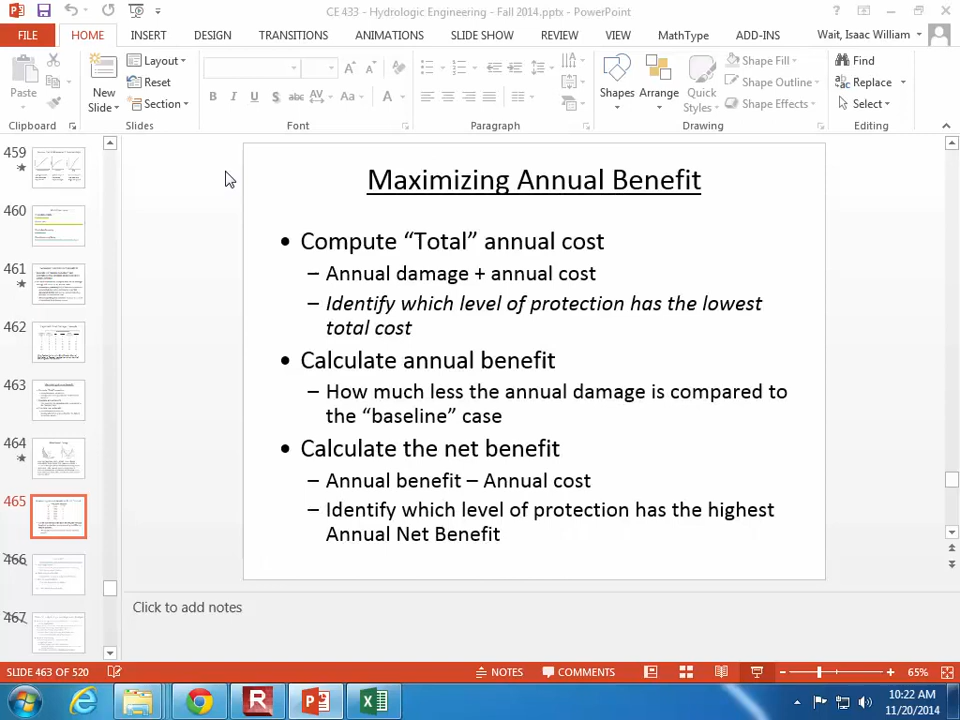 CE 433 - Hydrologic Engineering - Fall 2014.pptx - PowerPoint
FILE
HOME
INSERT
DESIGN
TRANSITIONS
ANIMATIONS
SLIDE SHOW
REVIEW
VIEW
MathType
ADD-INS
Wait, Isaac William
Paste
Clipboard
New
Slide
Layout
Reset
Section
Slides
Font
Paragraph
Shapes
Arrange
Quick
Styles
Shape Fill
Shape Outline
Shape Effects
Drawing
Find
Replace
Select
Editing
459
460
461
462
463
464
465
466
467
Maximizing Annual Benefit
• Compute “Total” annual cost
– Annual damage + annual cost
– Identify which level of protection has the lowest
total cost
• Calculate annual benefit
– How much less the annual damage is compared to
the “baseline” case
• Calculate the net benefit
– Annual benefit – Annual cost
– Identify which level of protection has the highest
Annual Net Benefit
Click to add notes
SLIDE 463 OF 520
NOTES
COMMENTS
65%
10:22 AM
11/20/2014